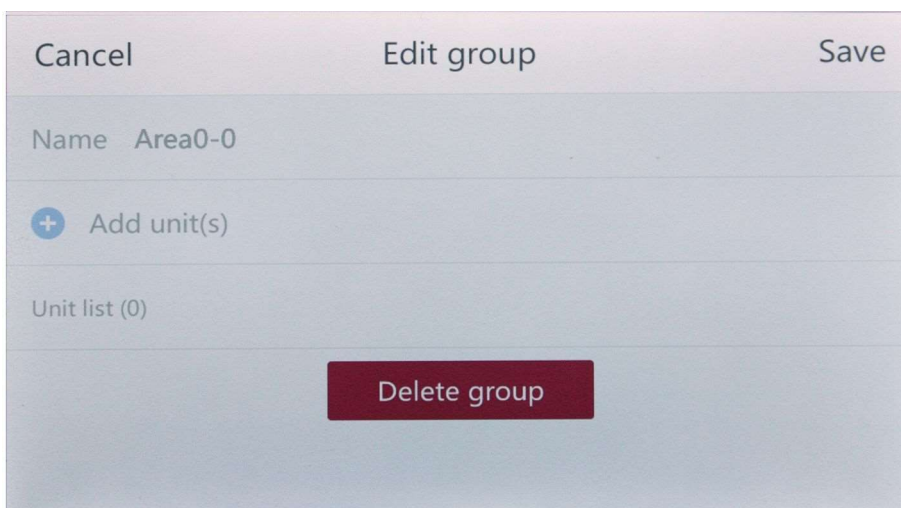 Cancel Edit group Save
Name Area0-0
Add unit(s)
Unit list (0)
Delete group